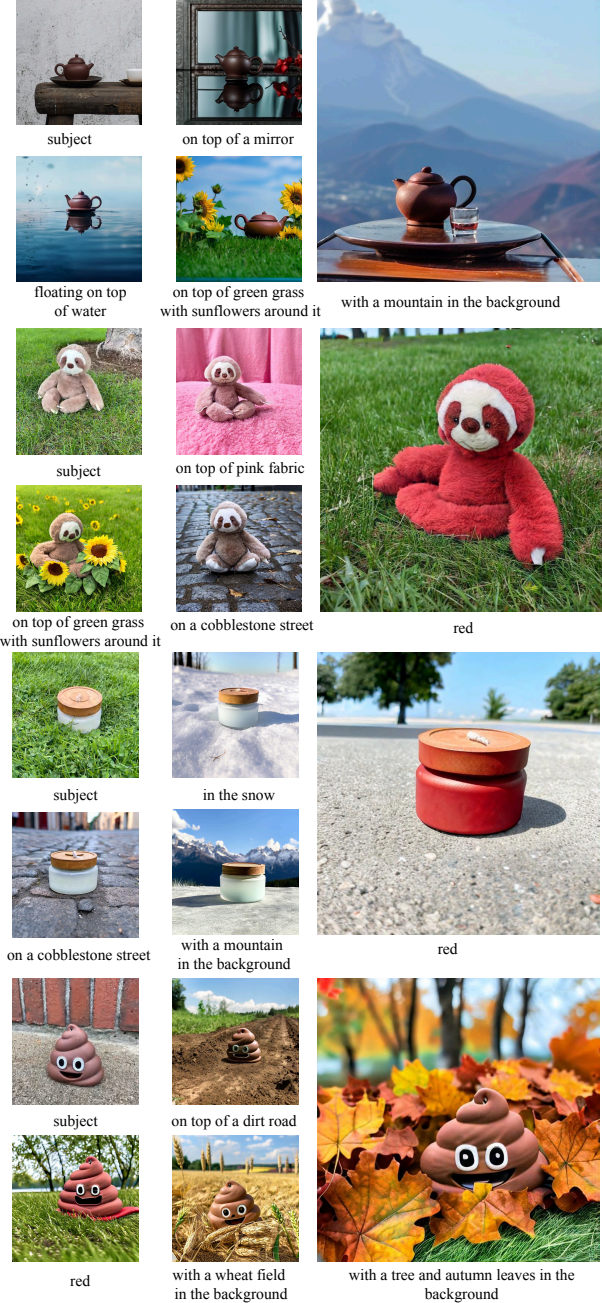 subject
on top of a mirror
floating on top
of water
on top of green grass
with sunflowers around it
with a mountain in the background
subject
on top of pink fabric
on top of green grass
with sunflowers around it
on a cobblestone street
red
subject
in the snow
on a cobblestone street
with a mountain
in the background
red
subject
on top of a dirt road
red
with a wheat field
in the background
with a tree and autumn leaves in the
background